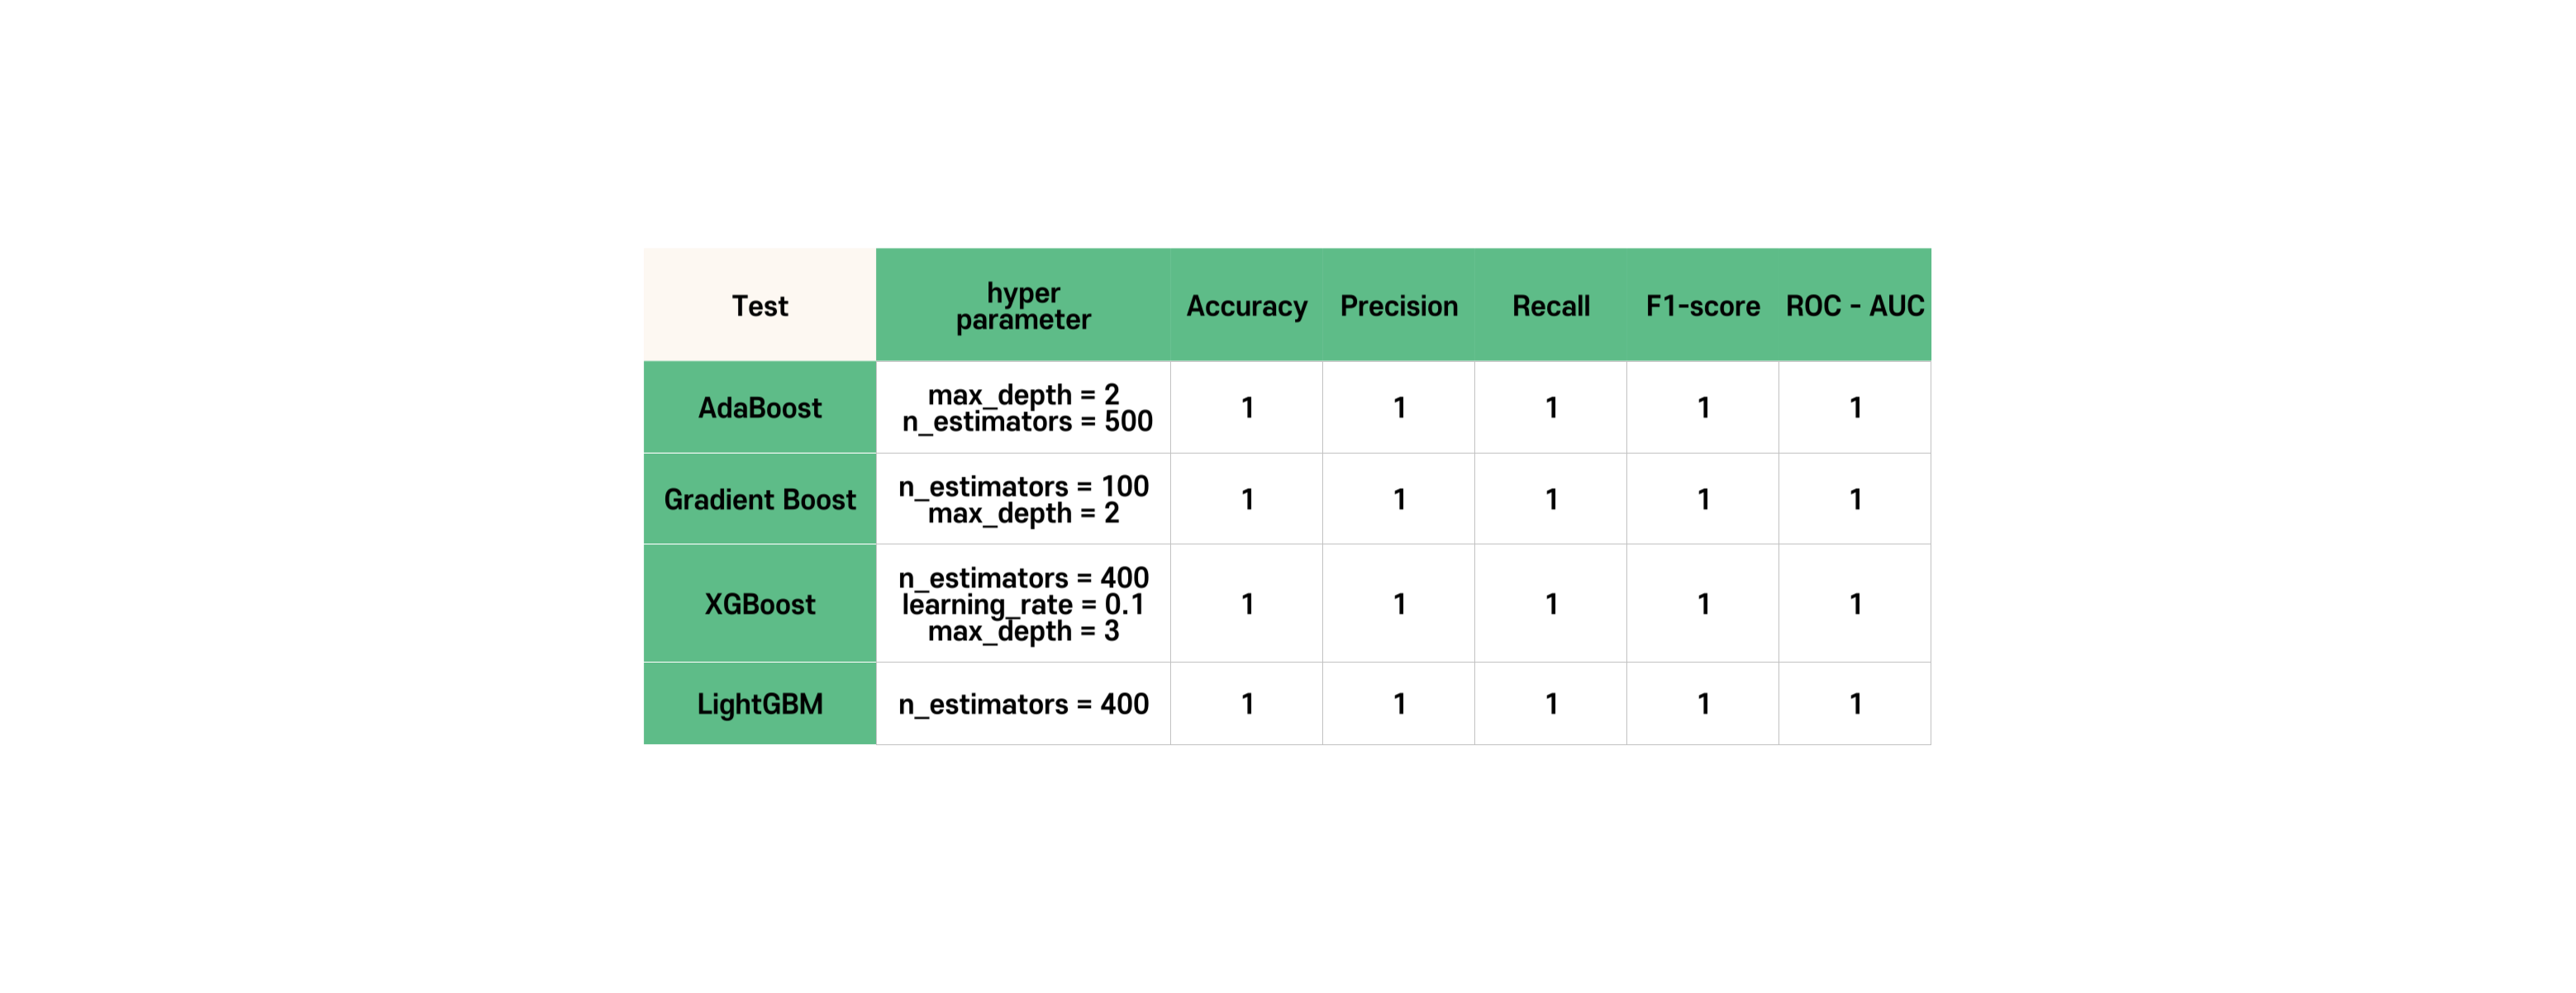 Test
hyper
parameter
Accuracy
Precision
Recall
F1-score
ROC - AUC
AdaBoost
max_depth = 2
n_estimators = 500
1
1
1
1
1
Gradient Boost
n_estimators = 100
max_depth = 2
1
1
1
1
1
XGBoost
n_estimators = 400
learning_rate = 0.1
max_depth = 3
1
1
1
1
1
LightGBM
n_estimators = 400
1
1
1
1
1